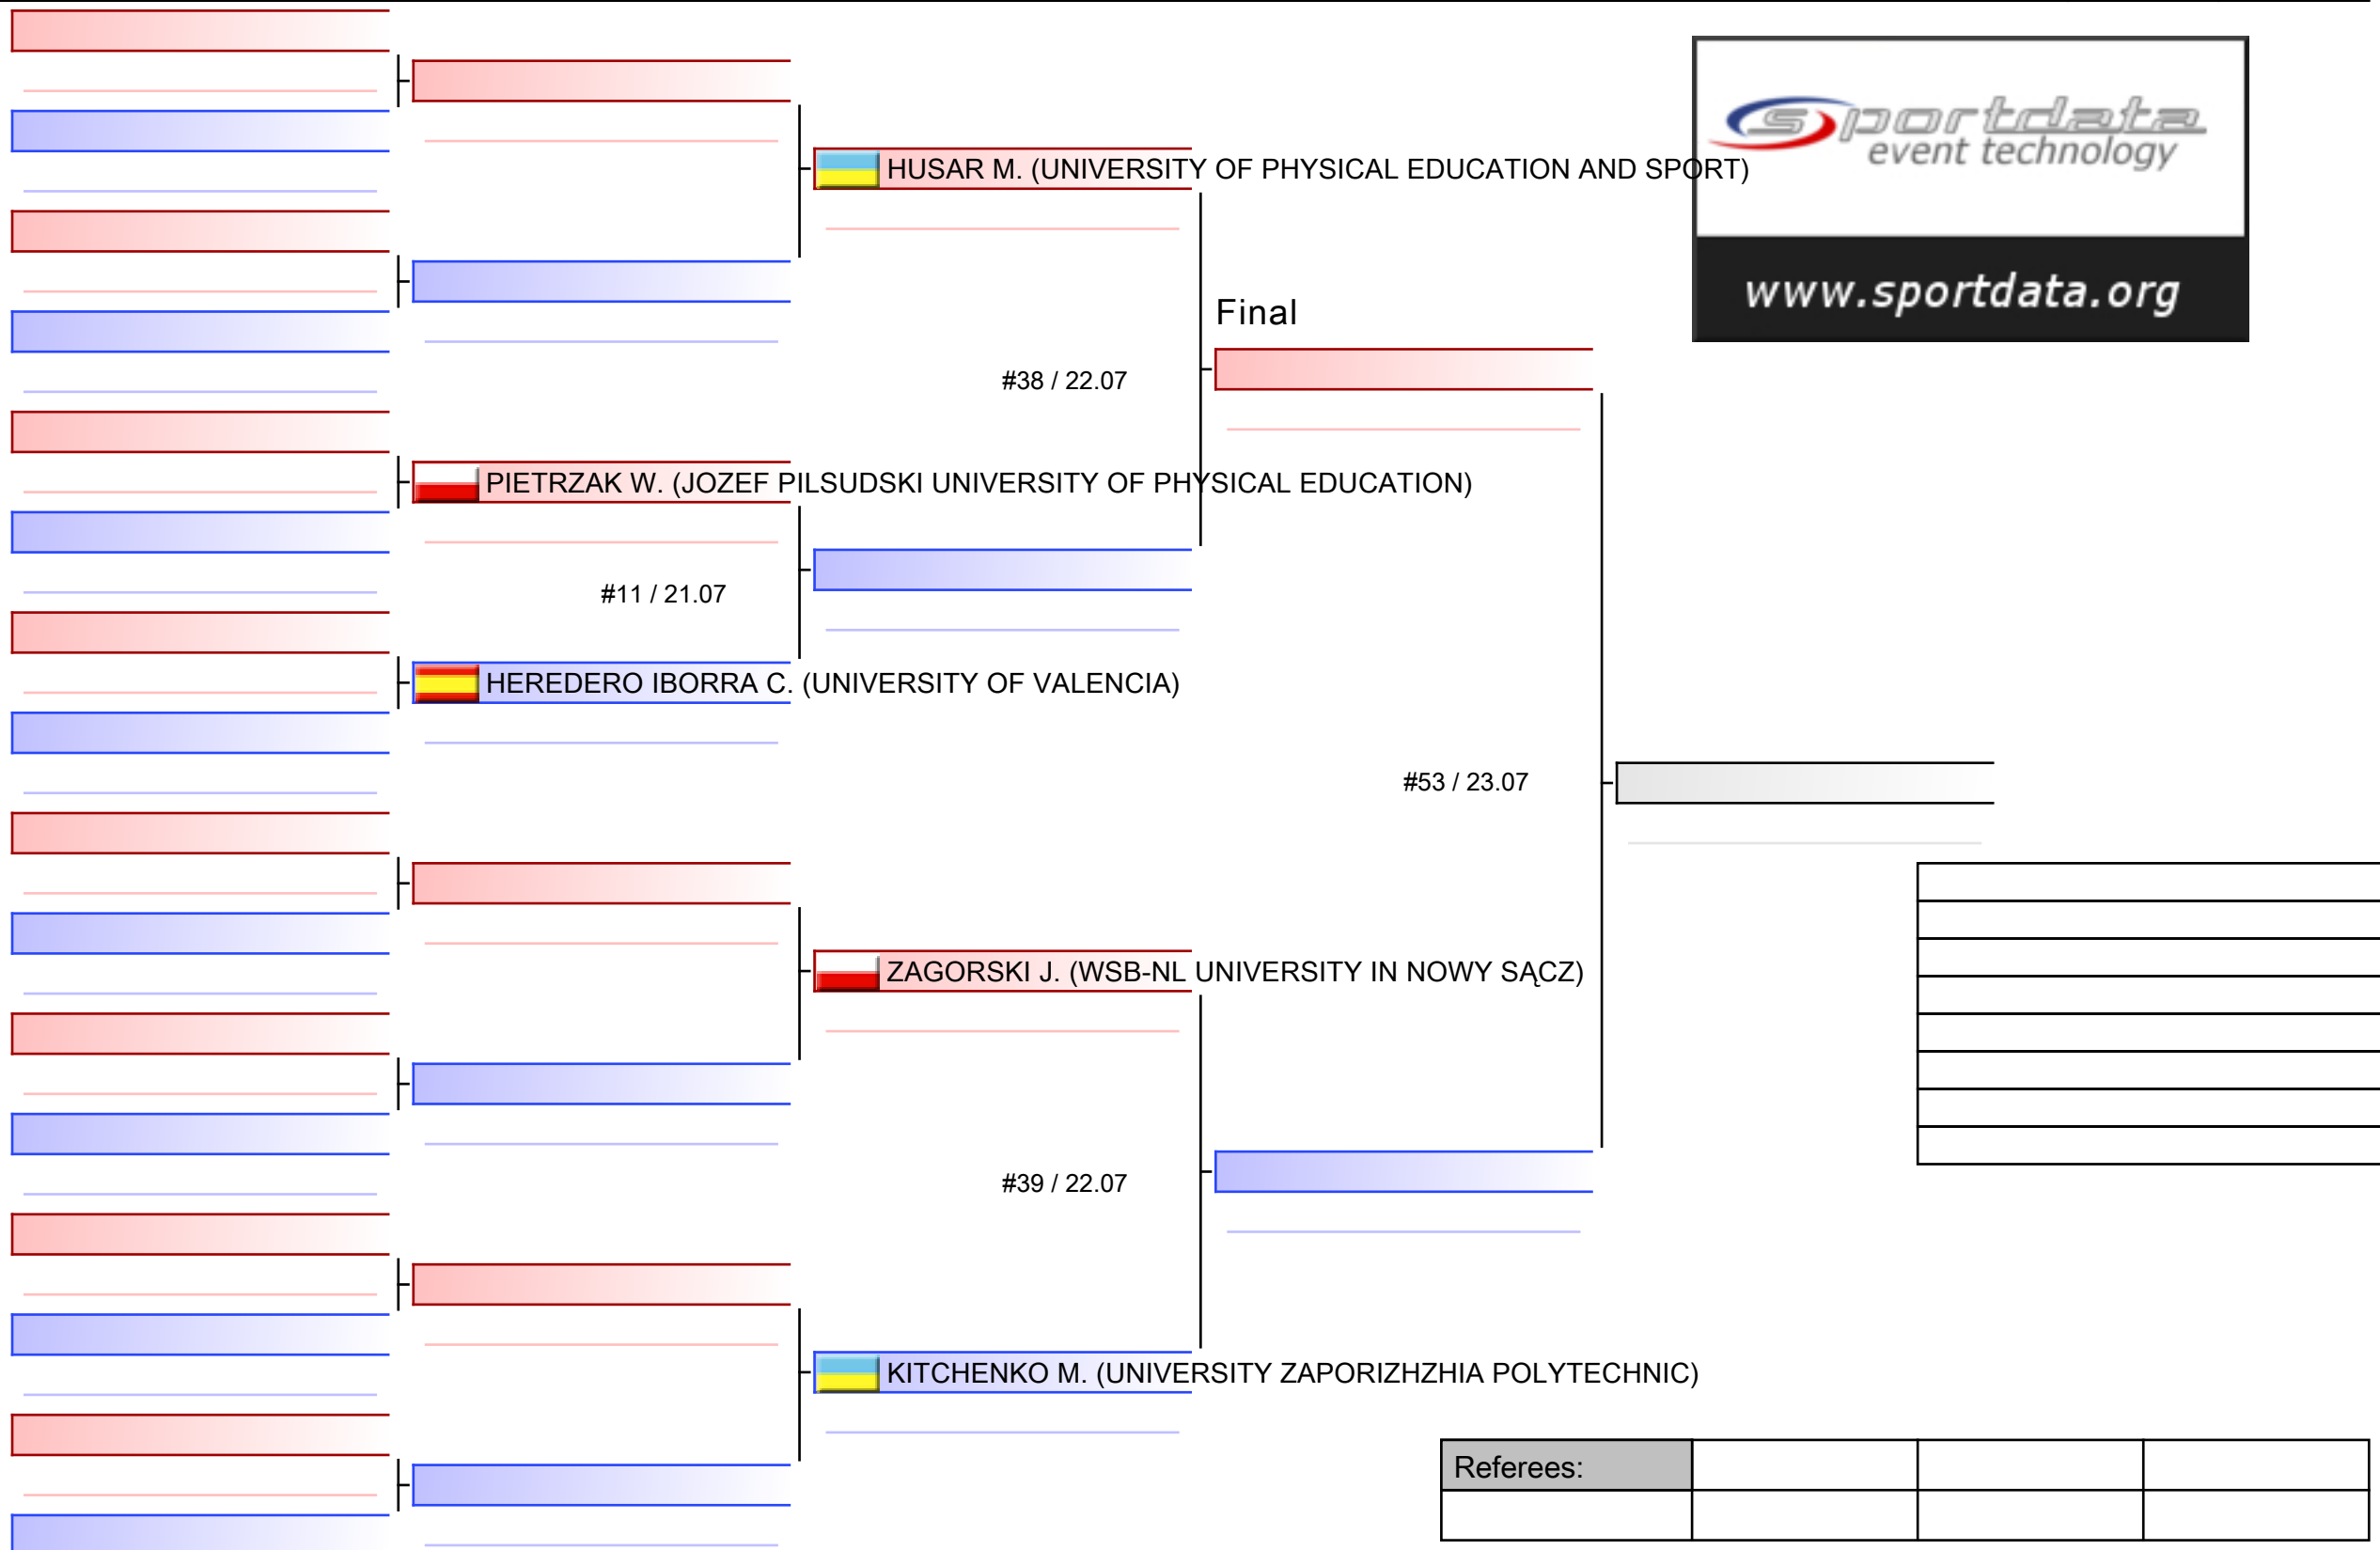 sportdata
event technology
www.sportdata.org
HUSAR M. (UNIVERSITY OF PHYSICAL EDUCATION AND SPORT)
Final
#38 / 22.07
PIETRZAK W. (JOZEF PILSUDSKI UNIVERSITY OF PHYSICAL EDUCATION)
#11 / 21.07
HEREDERO IBORRA C. (UNIVERSITY OF VALENCIA)
#53 / 23.07
ZAGORSKI J. (WSB-NL UNIVERSITY IN NOWY SĄCZ)
#39 / 22.07
KITCHENKO M. (UNIVERSITY ZAPORIZHZHIA POLYTECHNIC)
Referees: